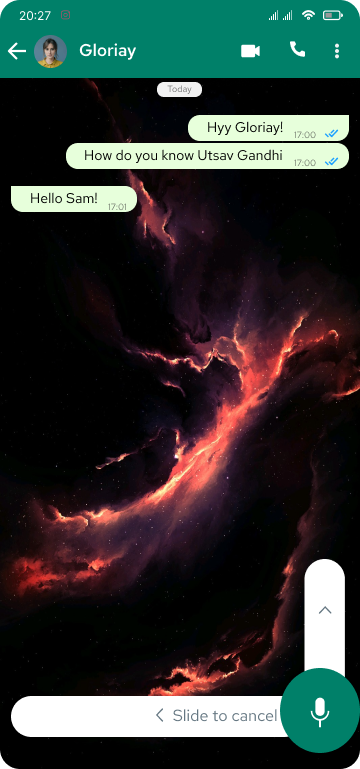 20:27
Gloriay
Today
Hyy Gloriay!
17:00
How do you know Utsav Gandhi
17:00
Hello Sam!
17:01
Slide to cancel